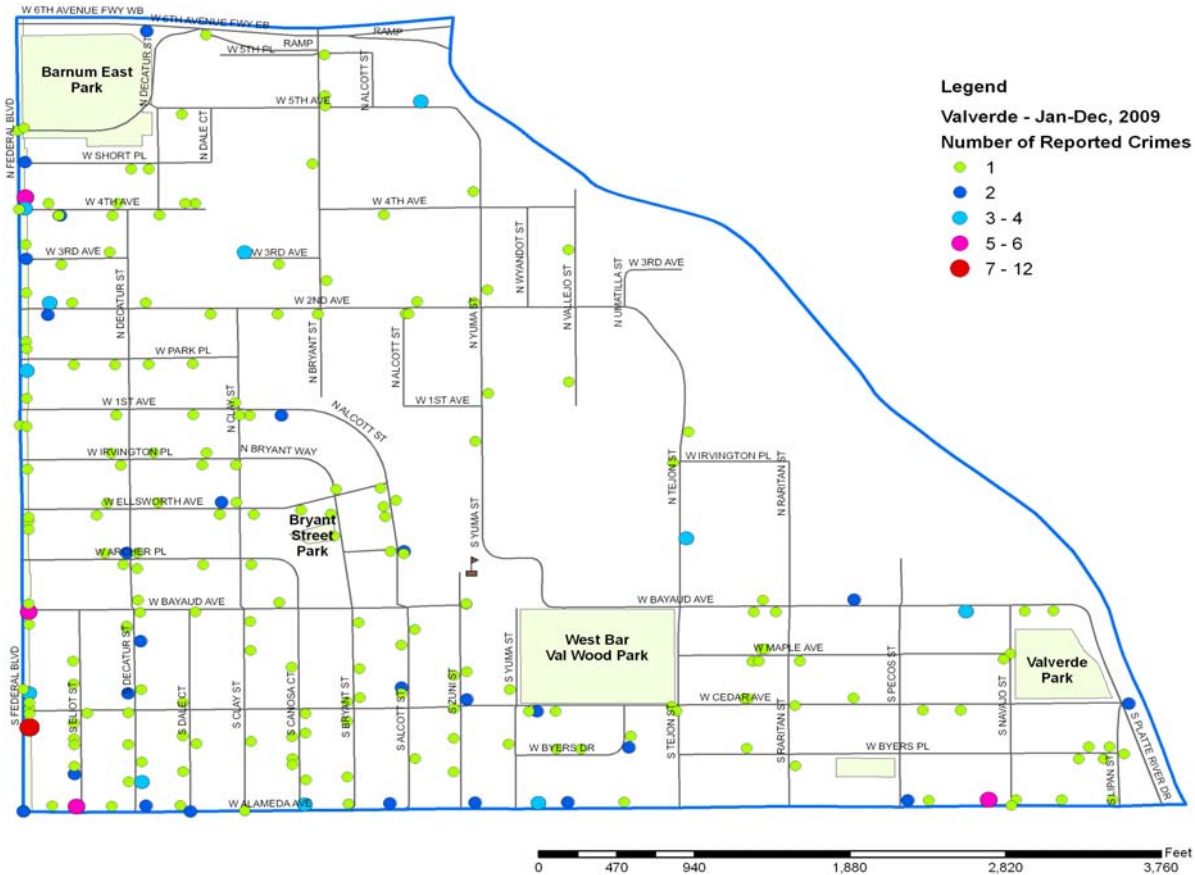 W 6TH AVENUE FWY WB
W 6TH AVENUE FWY EB
RAMP
RAMP
W 5TH PL
N DECATUR ST
N ALCOTT ST
Barnum East
Park
W 5TH AVE
N DALE CT
N FEDERAL BLVD
W SHORT PL
W 4TH AVE
W 4TH AVE
W 3RD AVE
W 3RD AVE
N WYANDOT ST
W 3RD AVE
N DECATUR ST
N VALLEJO ST
N UMATILLA ST
W 2ND AVE
N YUMA ST
N BRYANT ST
N ALCOTT ST
W PARK PL
N CLAY ST
W 1ST AVE
W 1ST AVE
N ALCOTT ST
W IRVINGTON PL
N BRYANT WAY
N TEJON ST
W IRVINGTON PL
N RARITAN ST
W ELLSWORTH AVE
Bryant
Street
Park
S YUMA ST
W ARCHER PL
W BAYAUD AVE
W BAYAUD AVE
S FEDERAL BLVD
S ELIOT ST
S DECATUR ST
S DALE CT
S CLAY ST
S CANOSA CT
S BRYANT ST
S ALCOTT ST
S ZUNI ST
S YUMA ST
West Bar
Val Wood Park
W MAPLE AVE
S PECOS ST
S NAVAJO ST
Valverde
Park
W CEDAR AVE
S TEJON ST
S RARITAN ST
W BYERS DR
W BYERS PL
S LIPAN ST
S PLATTE RIVER DR
W ALAMEDA AVE
Legend
Valverde - Jan-Dec, 2009
Number of Reported Crimes
1
2
3 - 4
5 - 6
7 - 12
Feet
0 470 940 1,880 2,820 3,760